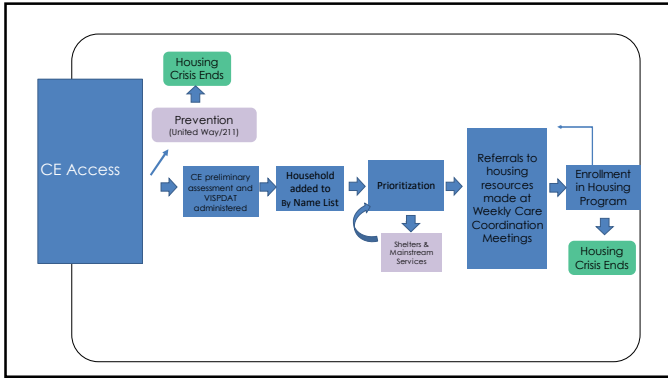 Housing
Crisis Ends
Prevention
(United Way/211)
CE Access
CE preliminary
assessment and
VISPDAT
administered
Household
added to
By Name List
Prioritization
Shelters &
Mainstream
Services
Referrals to
housing
resources
made at
Weekly Care
Coordination
Meetings
Enrollment
in Housing
Program
Housing
Crisis Ends